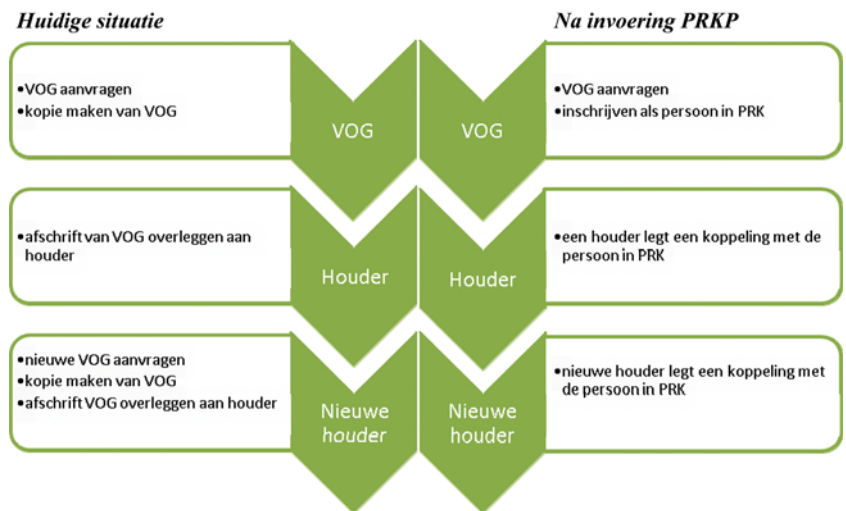 Huidige situatie
Na invoering PRKP
•VOG aanvragen
•kopie maken van VOG
VOG
VOG
•VOG aanvragen
•inschrijven als persoon in PRK
•afschrift van VOG overleggen aan
houder
Houder
Houder
•een houder legt een koppeling met de
persoon in PRK
•nieuwe VOG aanvragen
•kopie maken van VOG
•afschrift VOG overleggen aan houder
Nieuwe
houder
Nieuwe
houder
•nieuwe houder legt een koppeling met
de persoon in PRK